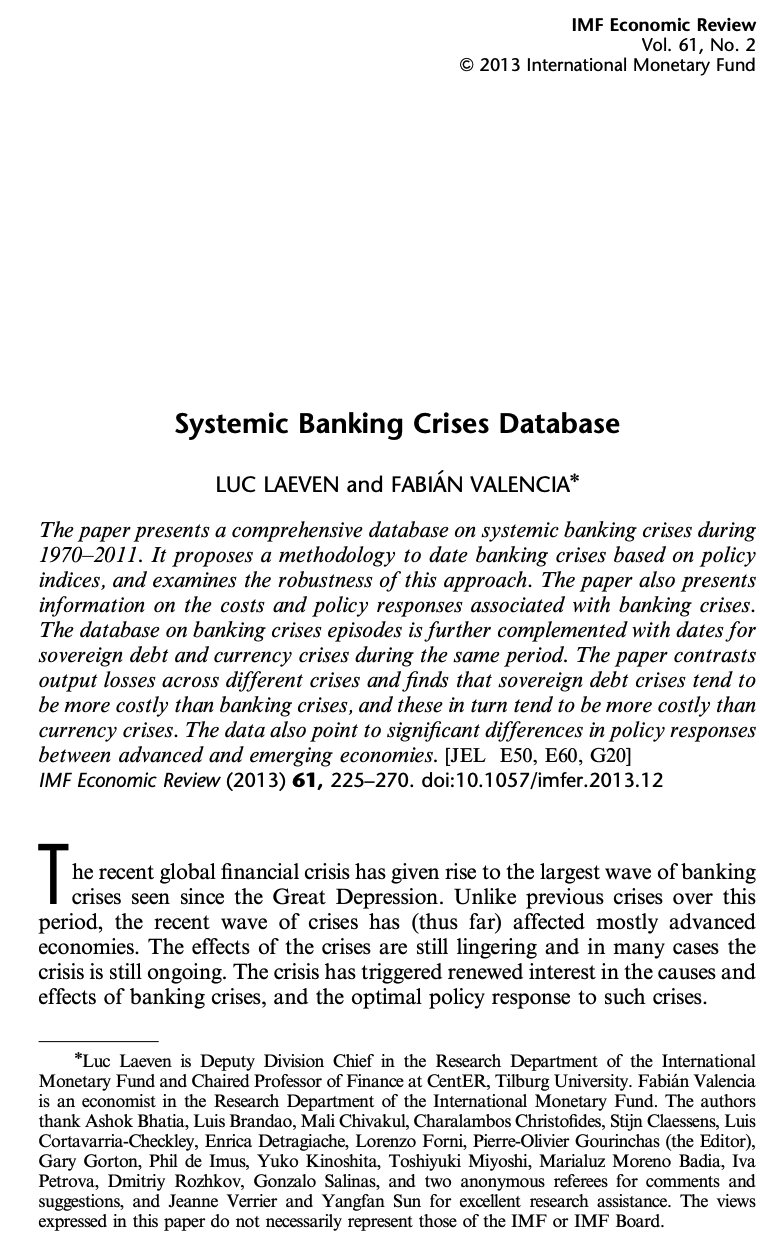 IMF Economic Review
Vol. 61, No. 2
© 2013 International Monetary Fund
Systemic Banking Crises Database
LUC LAEVEN and FABIÁN VALENCIA*
The paper presents a comprehensive database on systemic banking crises during
1970–2011. It proposes a methodology to date banking crises based on policy
indices, and examines the robustness of this approach. The paper also presents
information on the costs and policy responses associated with banking crises.
The database on banking crises episodes is further complemented with dates for
sovereign debt and currency crises during the same period. The paper contrasts
output losses across different crises and finds that sovereign debt crises tend to
be more costly than banking crises, and these in turn tend to be more costly than
currency crises. The data also point to significant differences in policy responses
between advanced and emerging economies. [JEL E50, E60, G20]
IMF Economic Review (2013) 61, 225–270. doi:10.1057/imfer.2013.12
The recent global financial crisis has given rise to the largest wave of banking
crises seen since the Great Depression. Unlike previous crises over this
period, the recent wave of crises has (thus far) affected mostly advanced
economies. The effects of the crises are still lingering and in many cases the
crisis is still ongoing. The crisis has triggered renewed interest in the causes and
effects of banking crises, and the optimal policy response to such crises.
*Luc Laeven is Deputy Division Chief in the Research Department of the International
Monetary Fund and Chaired Professor of Finance at CentER, Tilburg University. Fabián Valencia
is an economist in the Research Department of the International Monetary Fund. The authors
thank Ashok Bhatia, Luis Brandao, Mali Chivakul, Charalambos Christofides, Stijn Claessens, Luis
Cortavarria-Checkley, Enrica Detragiache, Lorenzo Forni, Pierre-Olivier Gourinchas (the Editor),
Gary Gorton, Phil de Imus, Yuko Kinoshita, Toshiyuki Miyoshi, Marialuz Moreno Badia, Iva
Petrova, Dmitriy Rozhkov, Gonzalo Salinas, and two anonymous referees for comments and
suggestions, and Jeanne Verrier and Yangfan Sun for excellent research assistance. The views
expressed in this paper do not necessarily represent those of the IMF or IMF Board.